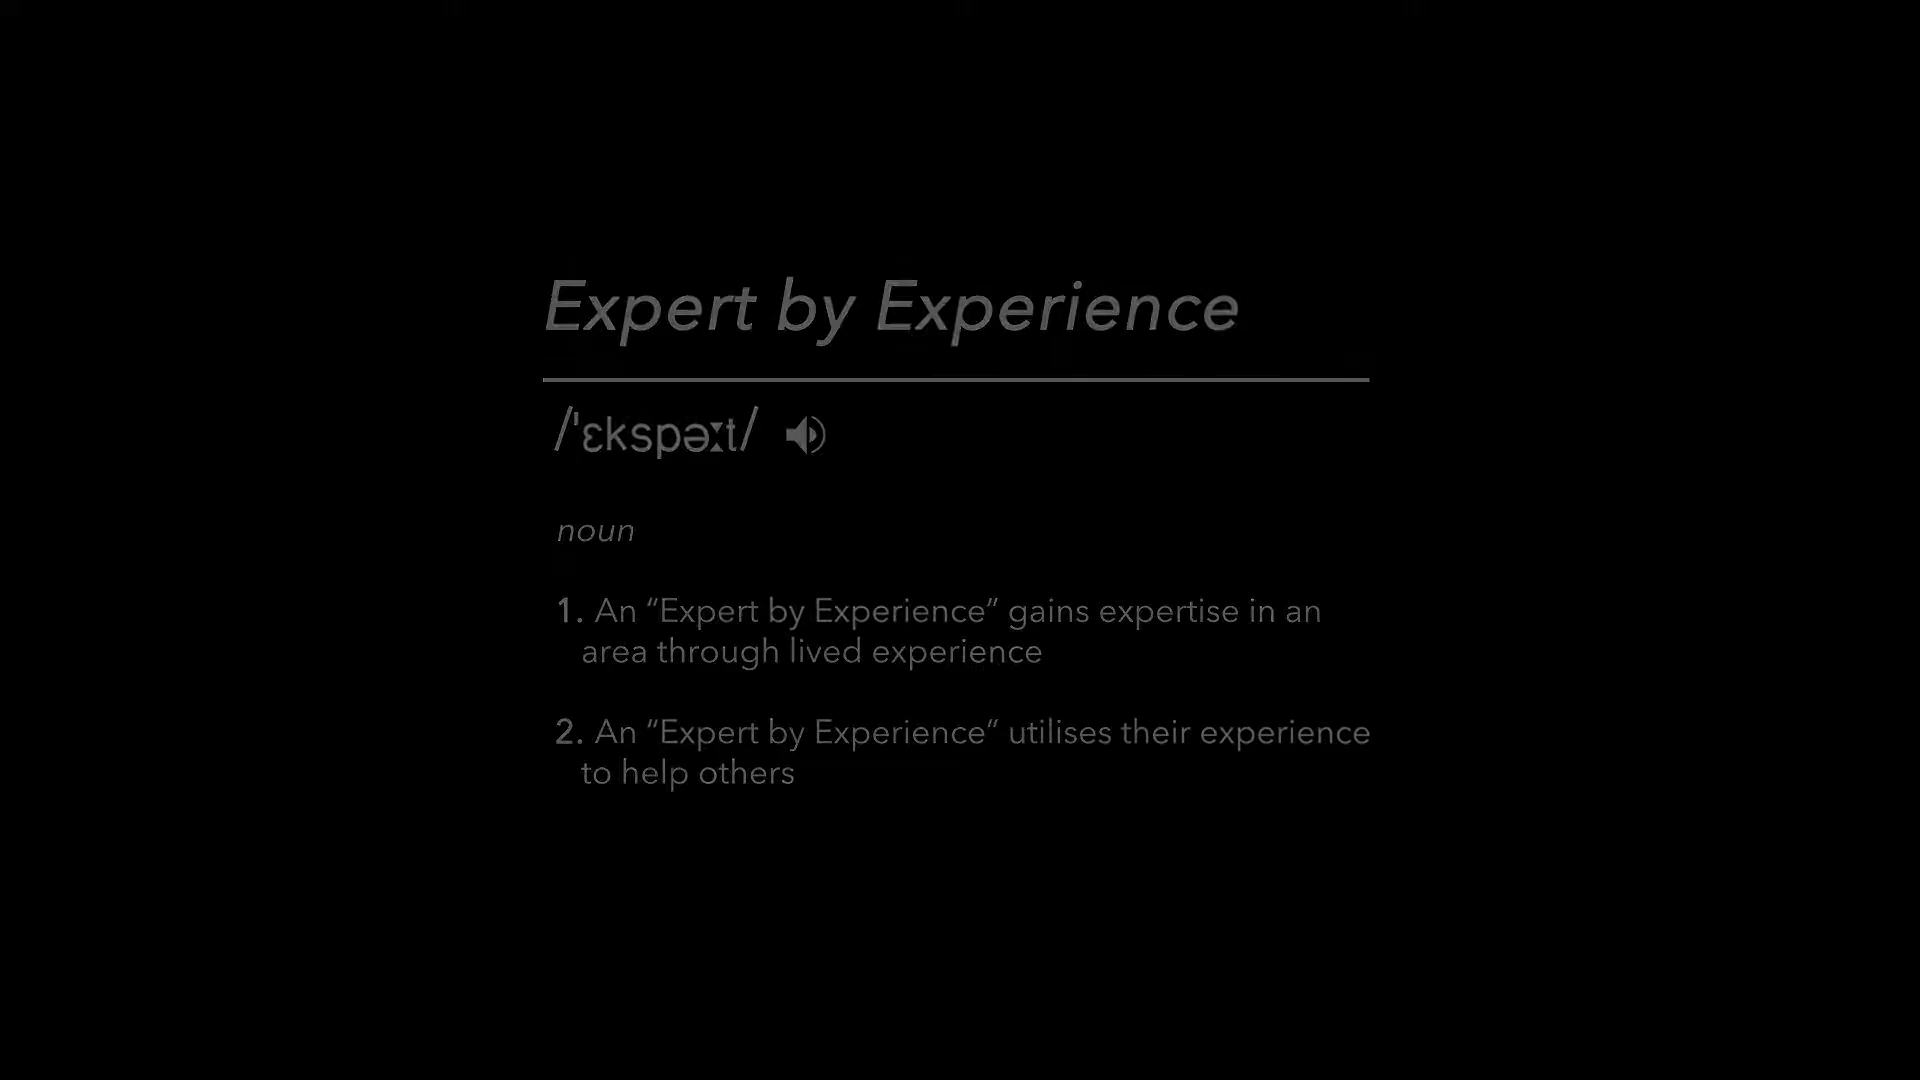 Expert by Experience
/ˈɛkspəːt/
noun
1. An “Expert by Experience” gains expertise in an
area through lived experience
2. An “Expert by Experience” utilises their experience
to help others